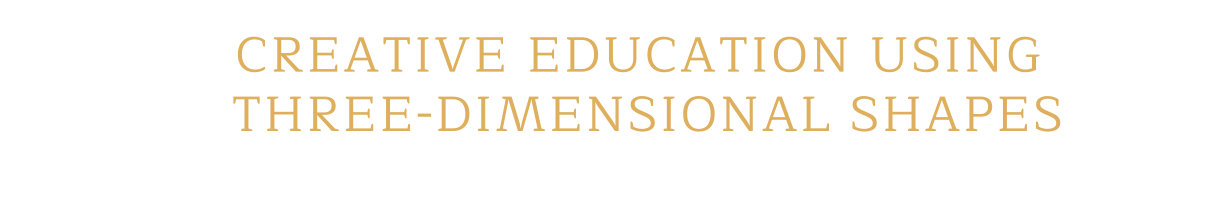 CREATIVE EDUCATION USING
THREE-DIMENSIONAL SHAPES